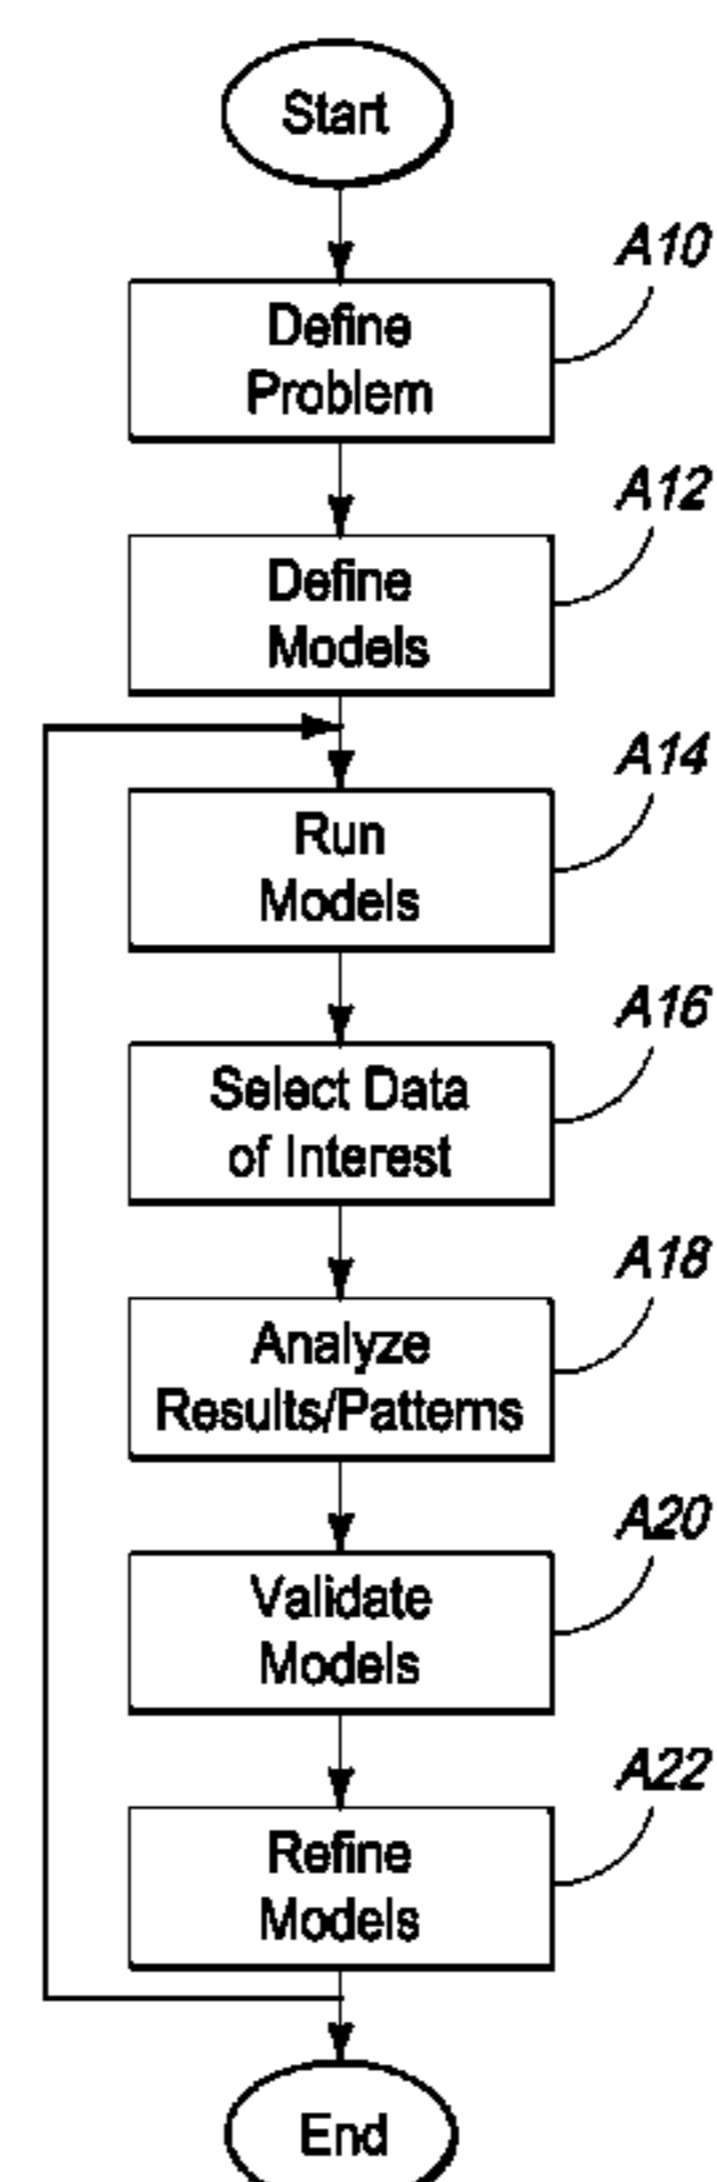 Start
A10
Define
Problem
A12
Define
Models
A14
Run
Models
A16
Select Data
of Interest
A18
Analyze
Results/Patterns
A20
Validate
Models
A22
Refine
Models
End